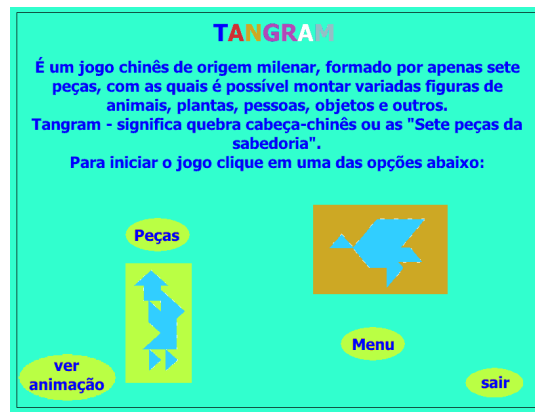 TANGRAM
É um jogo chinês de origem milenar, formado por apenas sete
peças, com as quais é possível montar variadas figuras de
animais, plantas, pessoas, objetos e outros.
Tangram - significa quebra cabeça-chinês ou as "Sete peças da
sabedoria".
Para iniciar o jogo clique em uma das opções abaixo:
Peças
Menu
ver
animação
sair